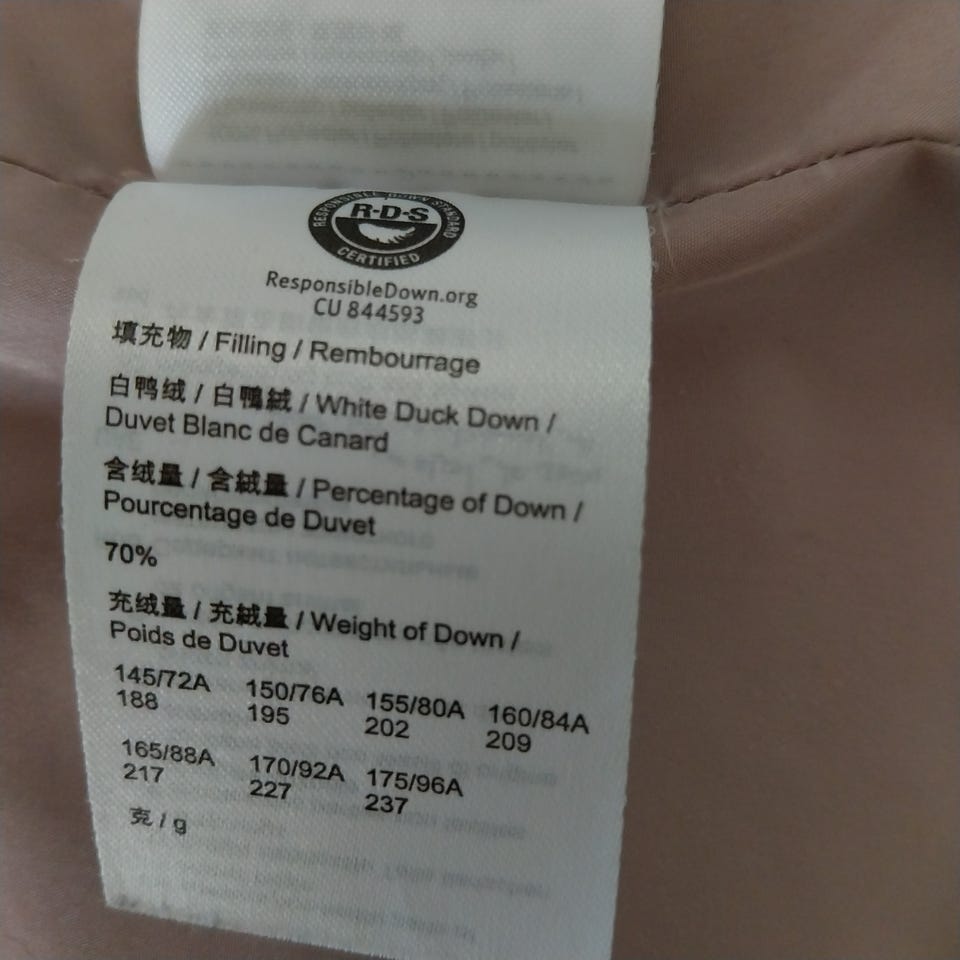 RESPONSIBLE DOWN STANDARD
R·D·S
CERTIFIED
ResponsibleDown.org
CU 844593
填充物 / Filling / Rembourrage
白鸭绒 / 白鴨絨 / White Duck Down /
Duvet Blanc de Canard
含绒量 / 含絨量 / Percentage of Down /
Pourcentage de Duvet
70%
充绒量 / 充絨量 / Weight of Down /
Poids de Duvet
145/72A 150/76A 155/80A 160/84A
188 195 202 209
165/88A 170/92A 175/96A
217 227 237
克 / g